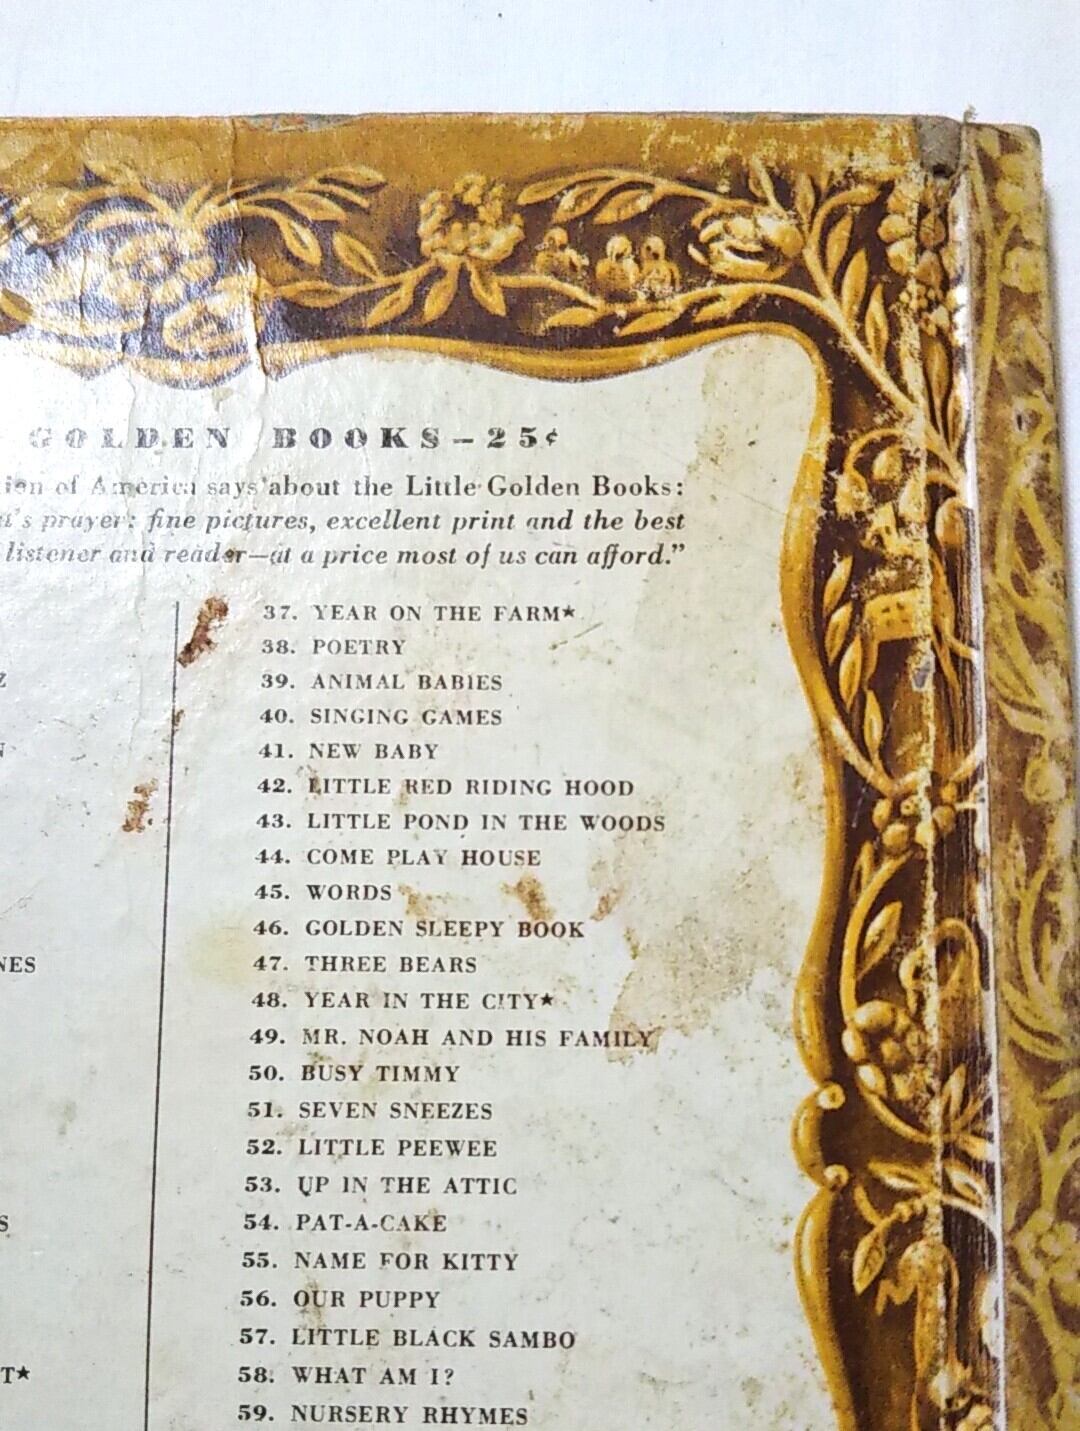 GOLDEN BOOKS—25¢
of America says about the Little Golden Books:
prayer: fine pictures, excellent print and the best
listener and reader—at a price most of us can afford.”
37. YEAR ON THE FARM★
38. POETRY
39. ANIMAL BABIES
40. SINGING GAMES
41. NEW BABY
42. LITTLE RED RIDING HOOD
43. LITTLE POND IN THE WOODS
44. COME PLAY HOUSE
45. WORDS
46. GOLDEN SLEEPY BOOK
47. THREE BEARS
48. YEAR IN THE CITY★
49. MR. NOAH AND HIS FAMILY
50. BUSY TIMMY
51. SEVEN SNEEZES
52. LITTLE PEEWEE
53. UP IN THE ATTIC
54. PAT-A-CAKE
55. NAME FOR KITTY
56. OUR PUPPY
57. LITTLE BLACK SAMBO
58. WHAT AM I?
59. NURSERY RHYMES